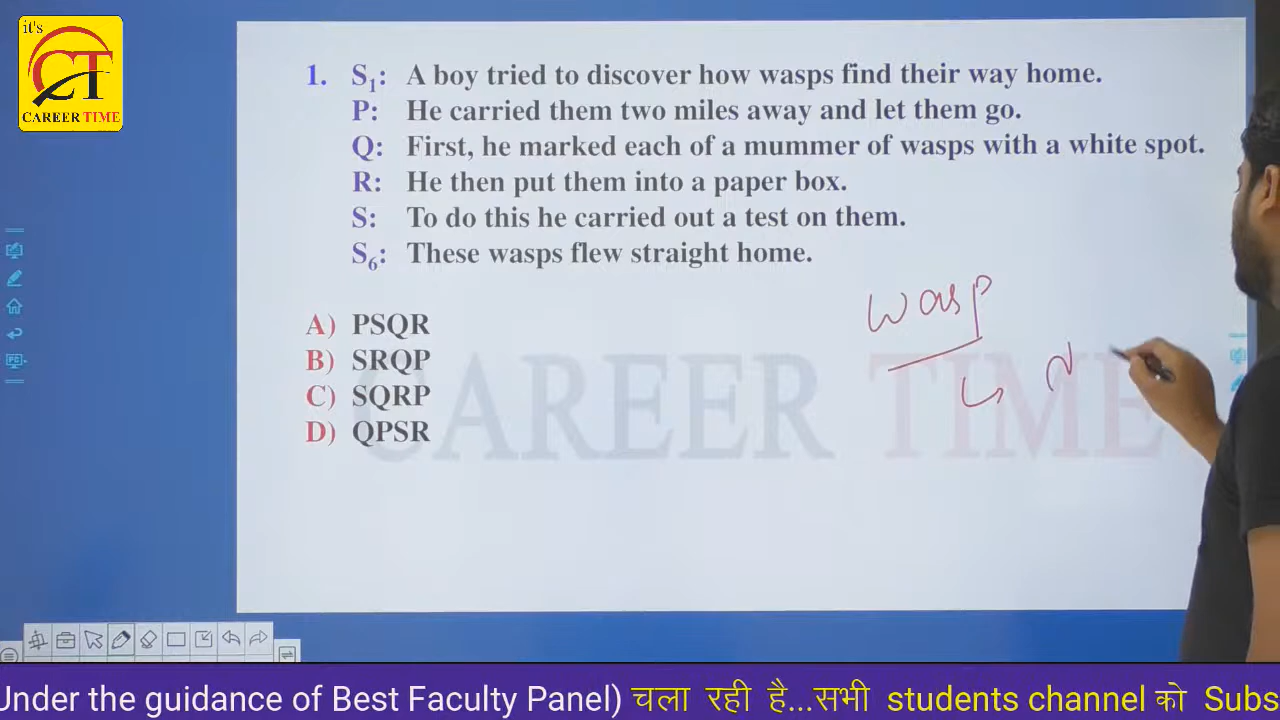 it's
CT
CAREER TIME
1. S1: A boy tried to discover how wasps find their way home.
P: He carried them two miles away and let them go.
Q: First, he marked each of a mummer of wasps with a white spot.
R: He then put them into a paper box.
S: To do this he carried out a test on them.
S6: These wasps flew straight home.
A) PSQR
B) SRQP
C) SQRP
D) QPSR
wasp
CAREER TIME
Under the guidance of Best Faculty Panel) चला रही है...सभी students channel को Subs